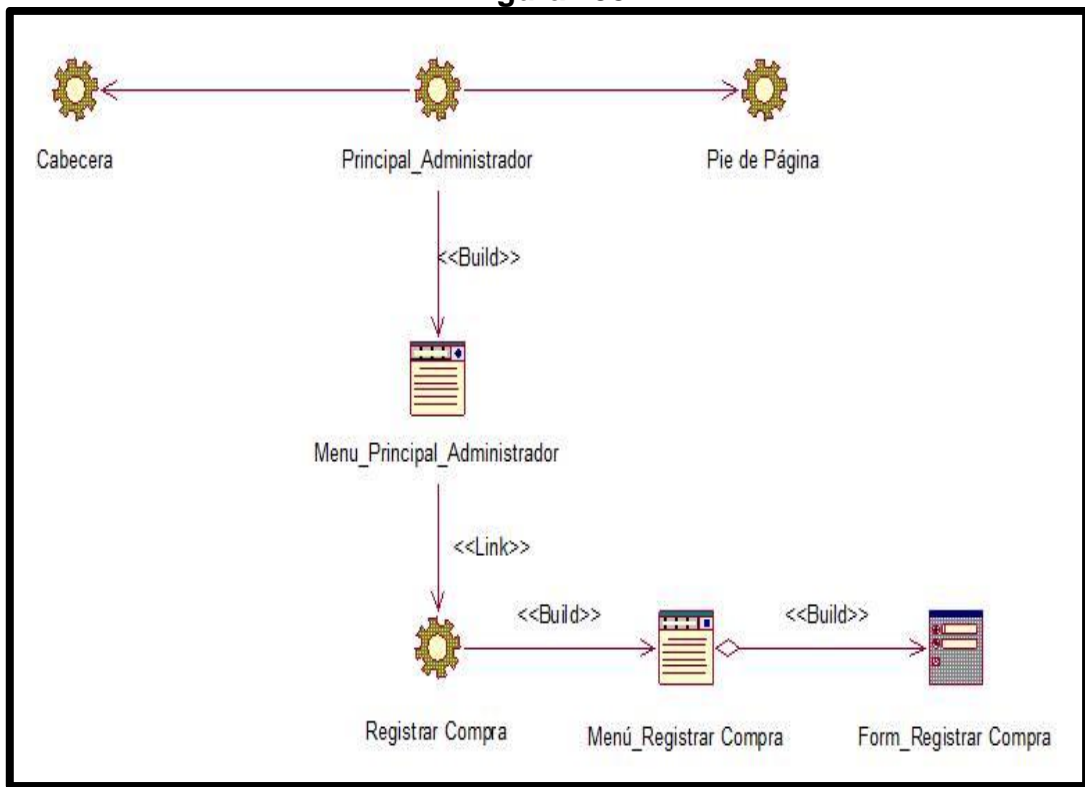 Cabecera
Principal_Administrador
Pie de Página
<<Build>>
Menu_Principal_Administrador
<<Link>>
<<Build>>
<<Build>>
Registrar Compra
Menú_Registrar Compra
Form_Registrar Compra